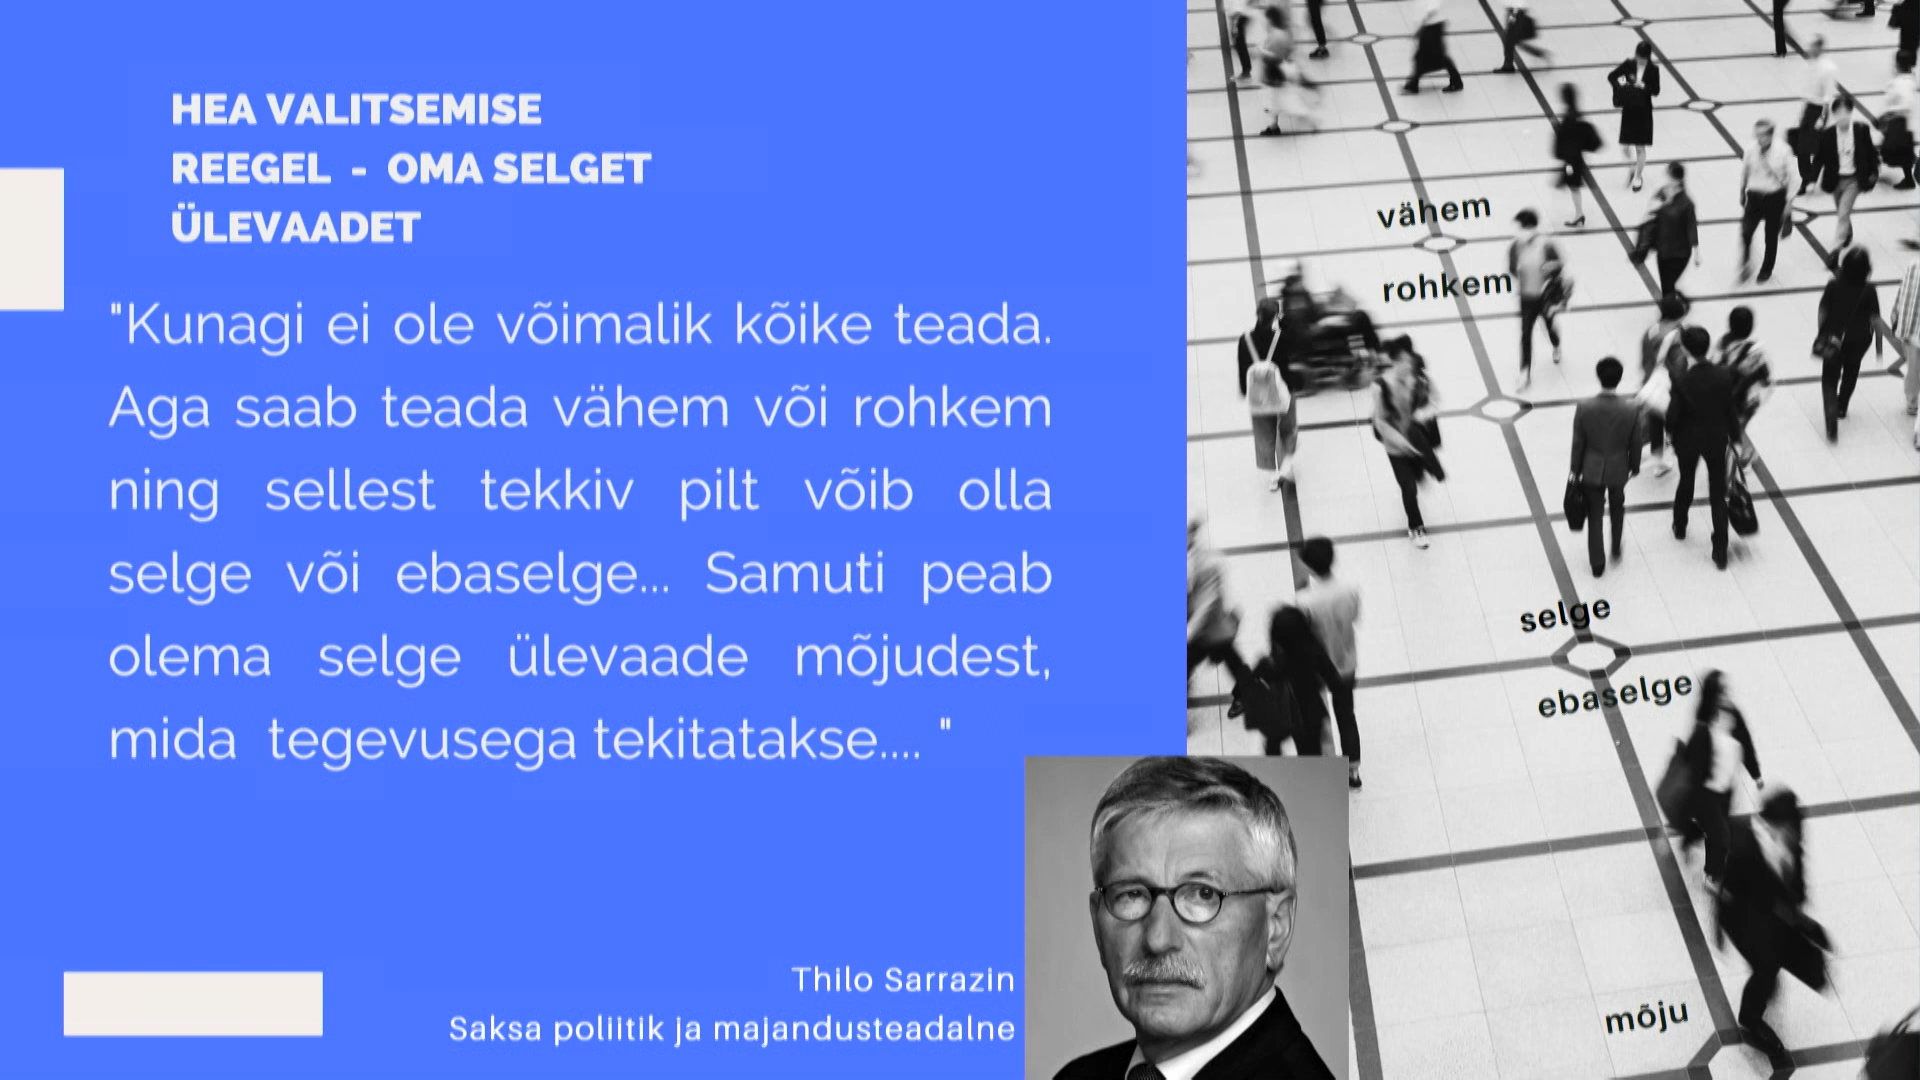 HEA VALITSEMISE
REEGEL - OMA SELGET
ÜLEVAADET
"Kunagi ei ole võimalik kõike teada.
Aga saab teada vähem või rohkem
ning sellest tekkiv pilt võib olla
selge või ebaselge... Samuti peab
olema selge ülevaade mõjudest,
mida tegevusega tekitatakse.... "
Thilo Sarrazin
Saksa poliitik ja majandusteadalne
vähem
rohkem
selge
ebaselge
mõju